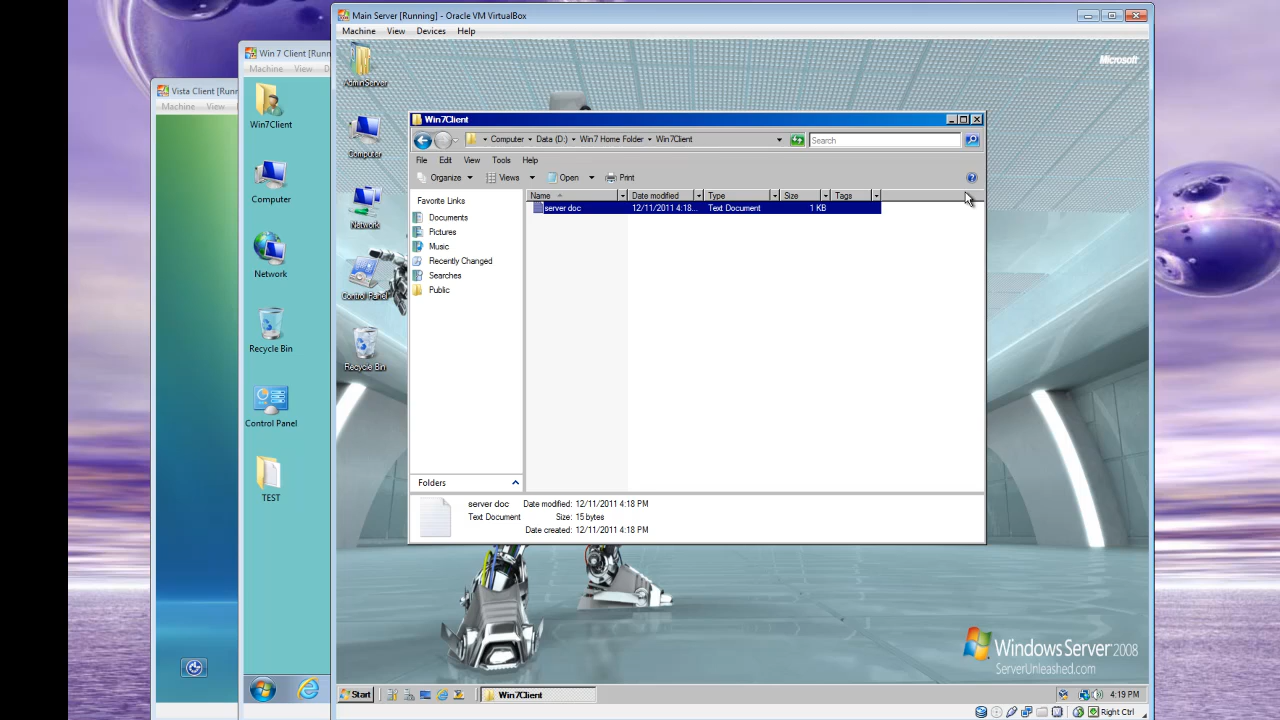 Main Server [Running] - Oracle VM VirtualBox
Machine View Devices Help
Win 7 Client [Runn
Machine View D
Vista Client [Runn
Machine View
Win7Client
Computer
Network
Recycle Bin
Control Panel
TEST
AdminServer
Computer
Network
Control Panel
Recycle Bin
Microsoft
Win7Client
Computer Data (D:) Win7 Home Folder Win7Client
Search
File Edit View Tools Help
Organize Views Open Print
Favorite Links
Documents
Pictures
Music
Recently Changed
Searches
Public
Folders
Name Date modified Type Size Tags
server doc 12/11/2011 4:18... Text Document 1 KB
server doc Date modified: 12/11/2011 4:18 PM
Text Document Size: 15 bytes
Date created: 12/11/2011 4:18 PM
Windows Server 2008
ServerUnleashed.com
Start Win7Client 4:19 PM
Right Ctrl